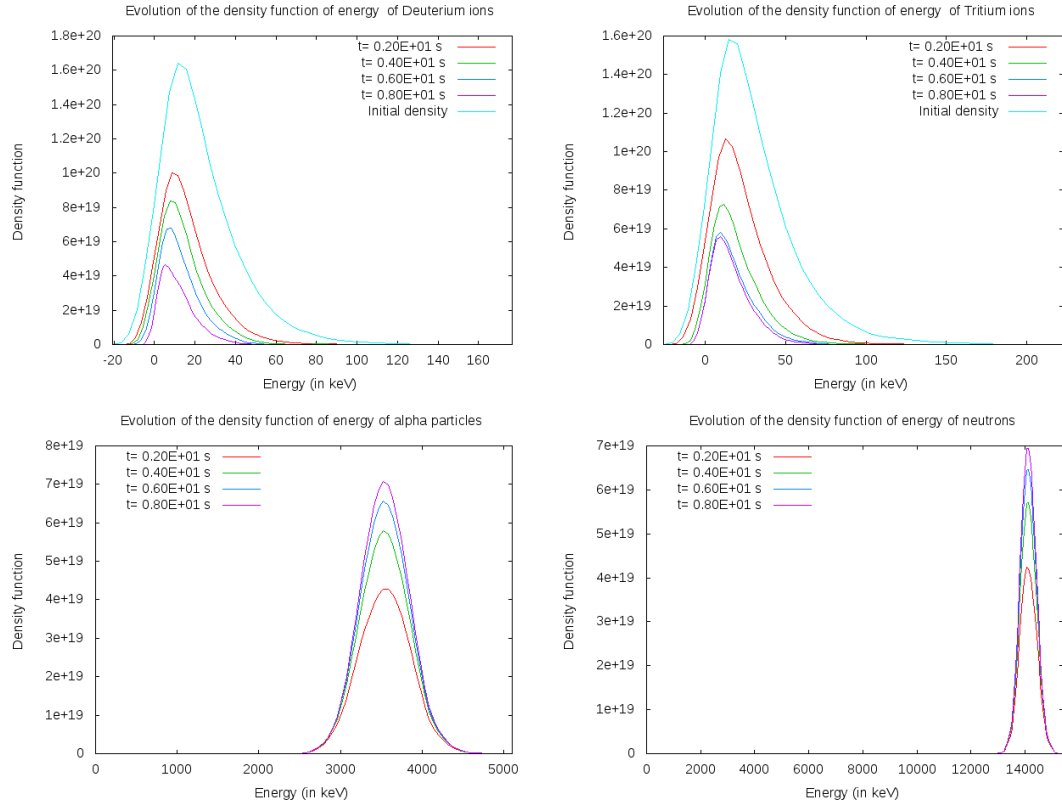 Evolution of the density function of energy  of Deuterium ions
Density function
1.8e+20
1.6e+20
1.4e+20
1.2e+20
1e+20
8e+19
6e+19
4e+19
2e+19
0
t= 0.20E+01 s
t= 0.40E+01 s
t= 0.60E+01 s
t= 0.80E+01 s
Initial density
-20 0 20 40 60 80 100 120 140 160
Energy (in keV)
Evolution of the density function of energy  of Tritium ions
Density function
1.6e+20
1.4e+20
1.2e+20
1e+20
8e+19
6e+19
4e+19
2e+19
0
t= 0.20E+01 s
t= 0.40E+01 s
t= 0.60E+01 s
t= 0.80E+01 s
Initial density
0 50 100 150 200
Energy (in keV)
Evolution of the density function of energy of alpha particles
Density function
8e+19
7e+19
6e+19
5e+19
4e+19
3e+19
2e+19
1e+19
0
t= 0.20E+01 s
t= 0.40E+01 s
t= 0.60E+01 s
t= 0.80E+01 s
0 1000 2000 3000 4000 5000
Energy (in keV)
Evolution of the density function of energy of neutrons
Density function
7e+19
6e+19
5e+19
4e+19
3e+19
2e+19
1e+19
0
t= 0.20E+01 s
t= 0.40E+01 s
t= 0.60E+01 s
t= 0.80E+01 s
0 2000 4000 6000 8000 10000 12000 14000
Energy (in keV)